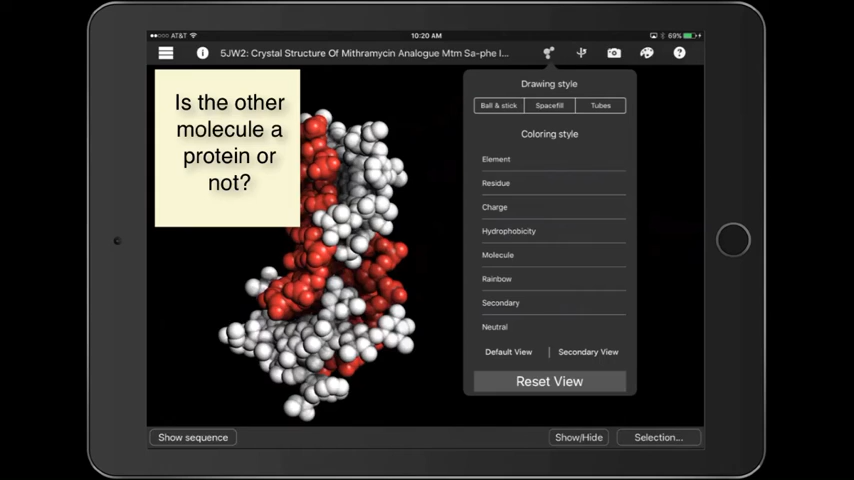 AT&T
10:20 AM
69%
5JW2: Crystal Structure Of Mithramycin Analogue Mtm Sa-phe I...
Is the other
molecule a
protein or
not?
Drawing style
Ball & stick
Spacefill
Tubes
Coloring style
Element
Residue
Charge
Hydrophobicity
Molecule
Rainbow
Secondary
Neutral
Default View | Secondary View
Reset View
Show sequence
Show/Hide
Selection...